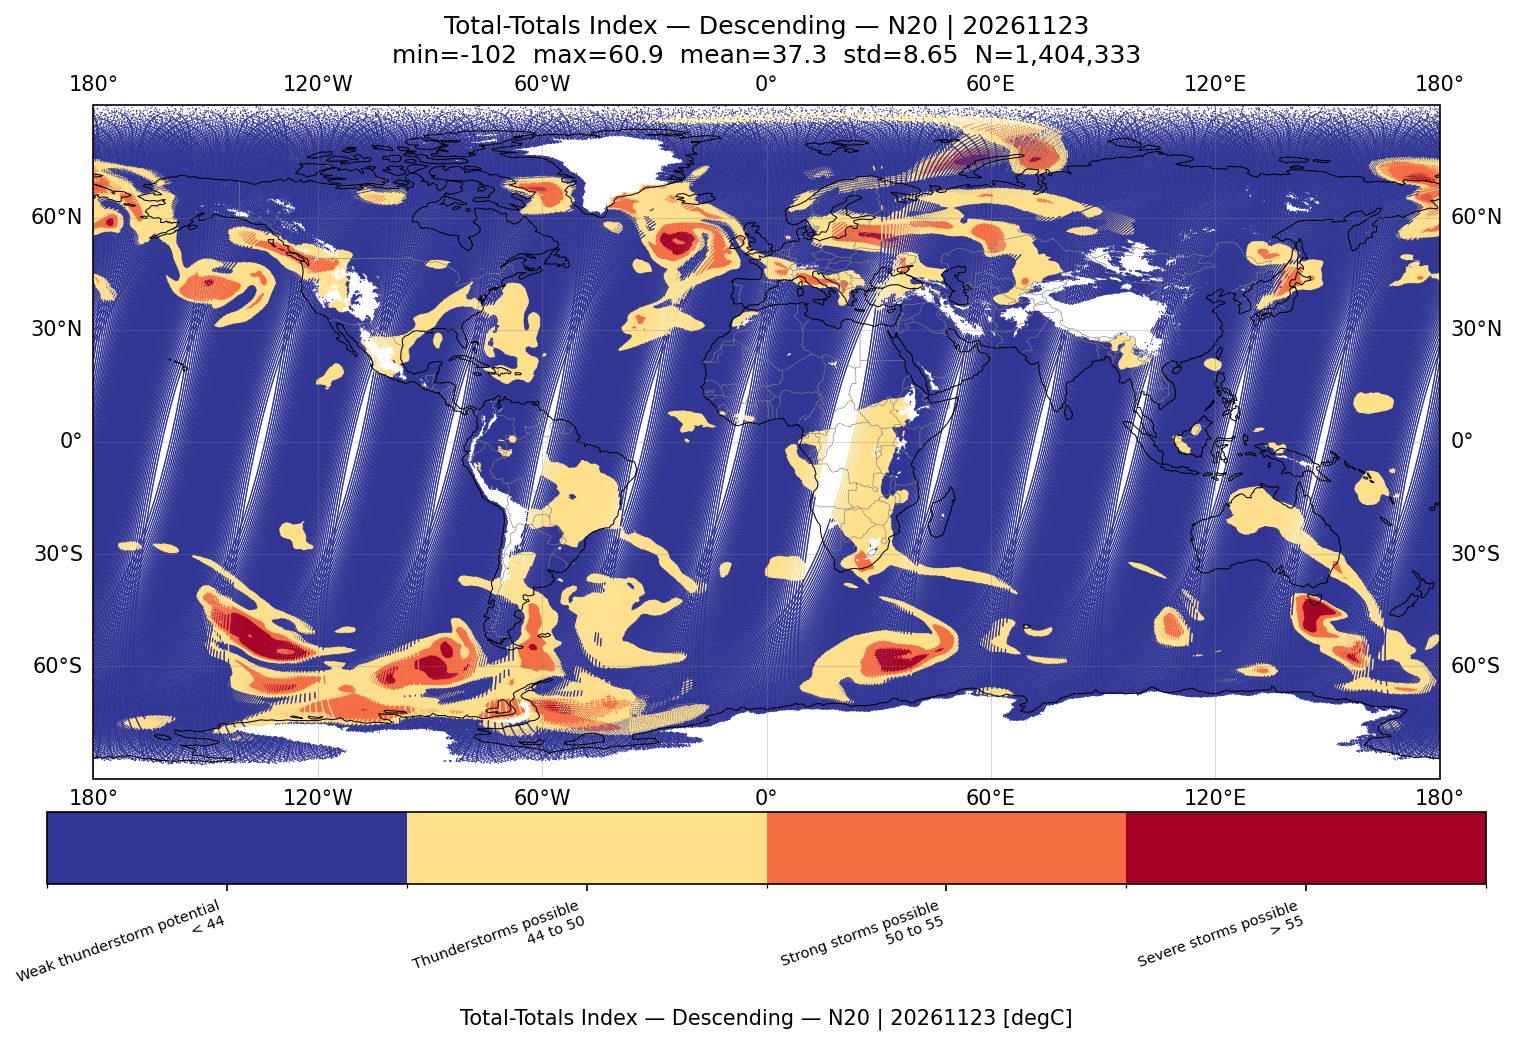 Total-Totals Index — Descending — N20 | 20261123
min=-102 max=60.9 mean=37.3 std=8.65 N=1,404,333
180° 120°W 60°W 0° 60°E 120°E 180°
60°N 60°N
30°N 30°N
0° 0°
30°S 30°S
60°S 60°S
180° 120°W 60°W 0° 60°E 120°E 180°
Weak thunderstorm potential
< 44
Thunderstorms possible
44 to 50
Strong storms possible
50 to 55
Severe storms possible
> 55
Total-Totals Index — Descending — N20 | 20261123 [degC]